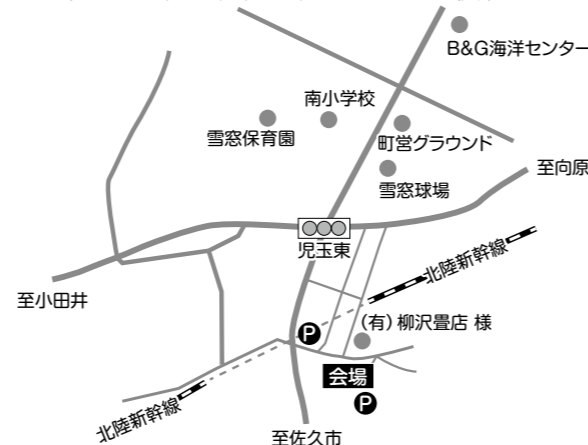 B&G海洋センター
南小学校
雪窓保育園
町営グラウンド
雪窓球場
至向原
児玉東
北陸新幹線
至小田井
(有)柳沢畳店 様
P
会場
P
北陸新幹線
至佐久市